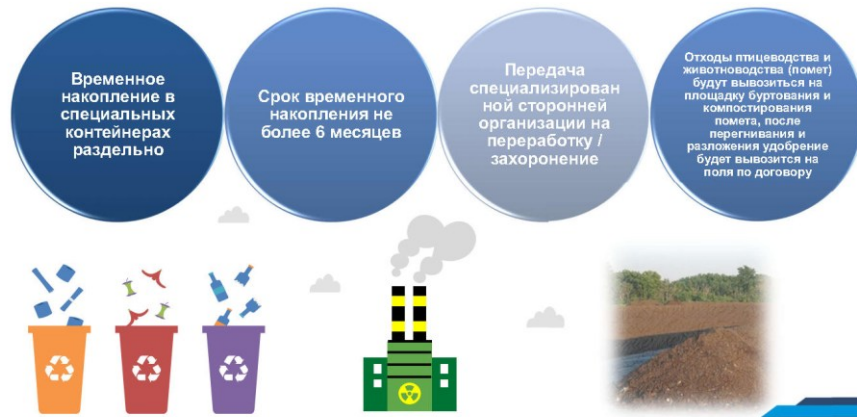 Временное
накопление в
специальных
контейнерах
раздельно
Срок временного
накопления не
более 6 месяцев
Передача
специализирован
ной сторонней
организации на
переработку /
захоронение
Отходы птицеводства и
животноводства (помет)
будут вывозиться на
площадку буртования и
компостирования
помета, после
перегнивания и
разложения удобрение
будет вывозится на
поля по договору